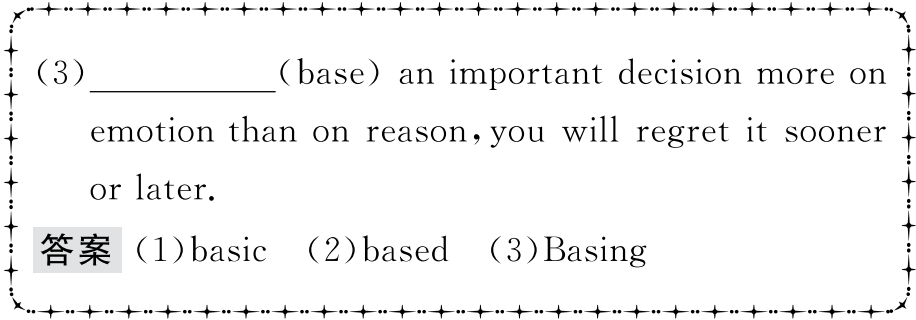 (3)__________(base) an important decision more on
emotion than on reason,you will regret it sooner
or later.
答案 (1)basic (2)based (3)Basing